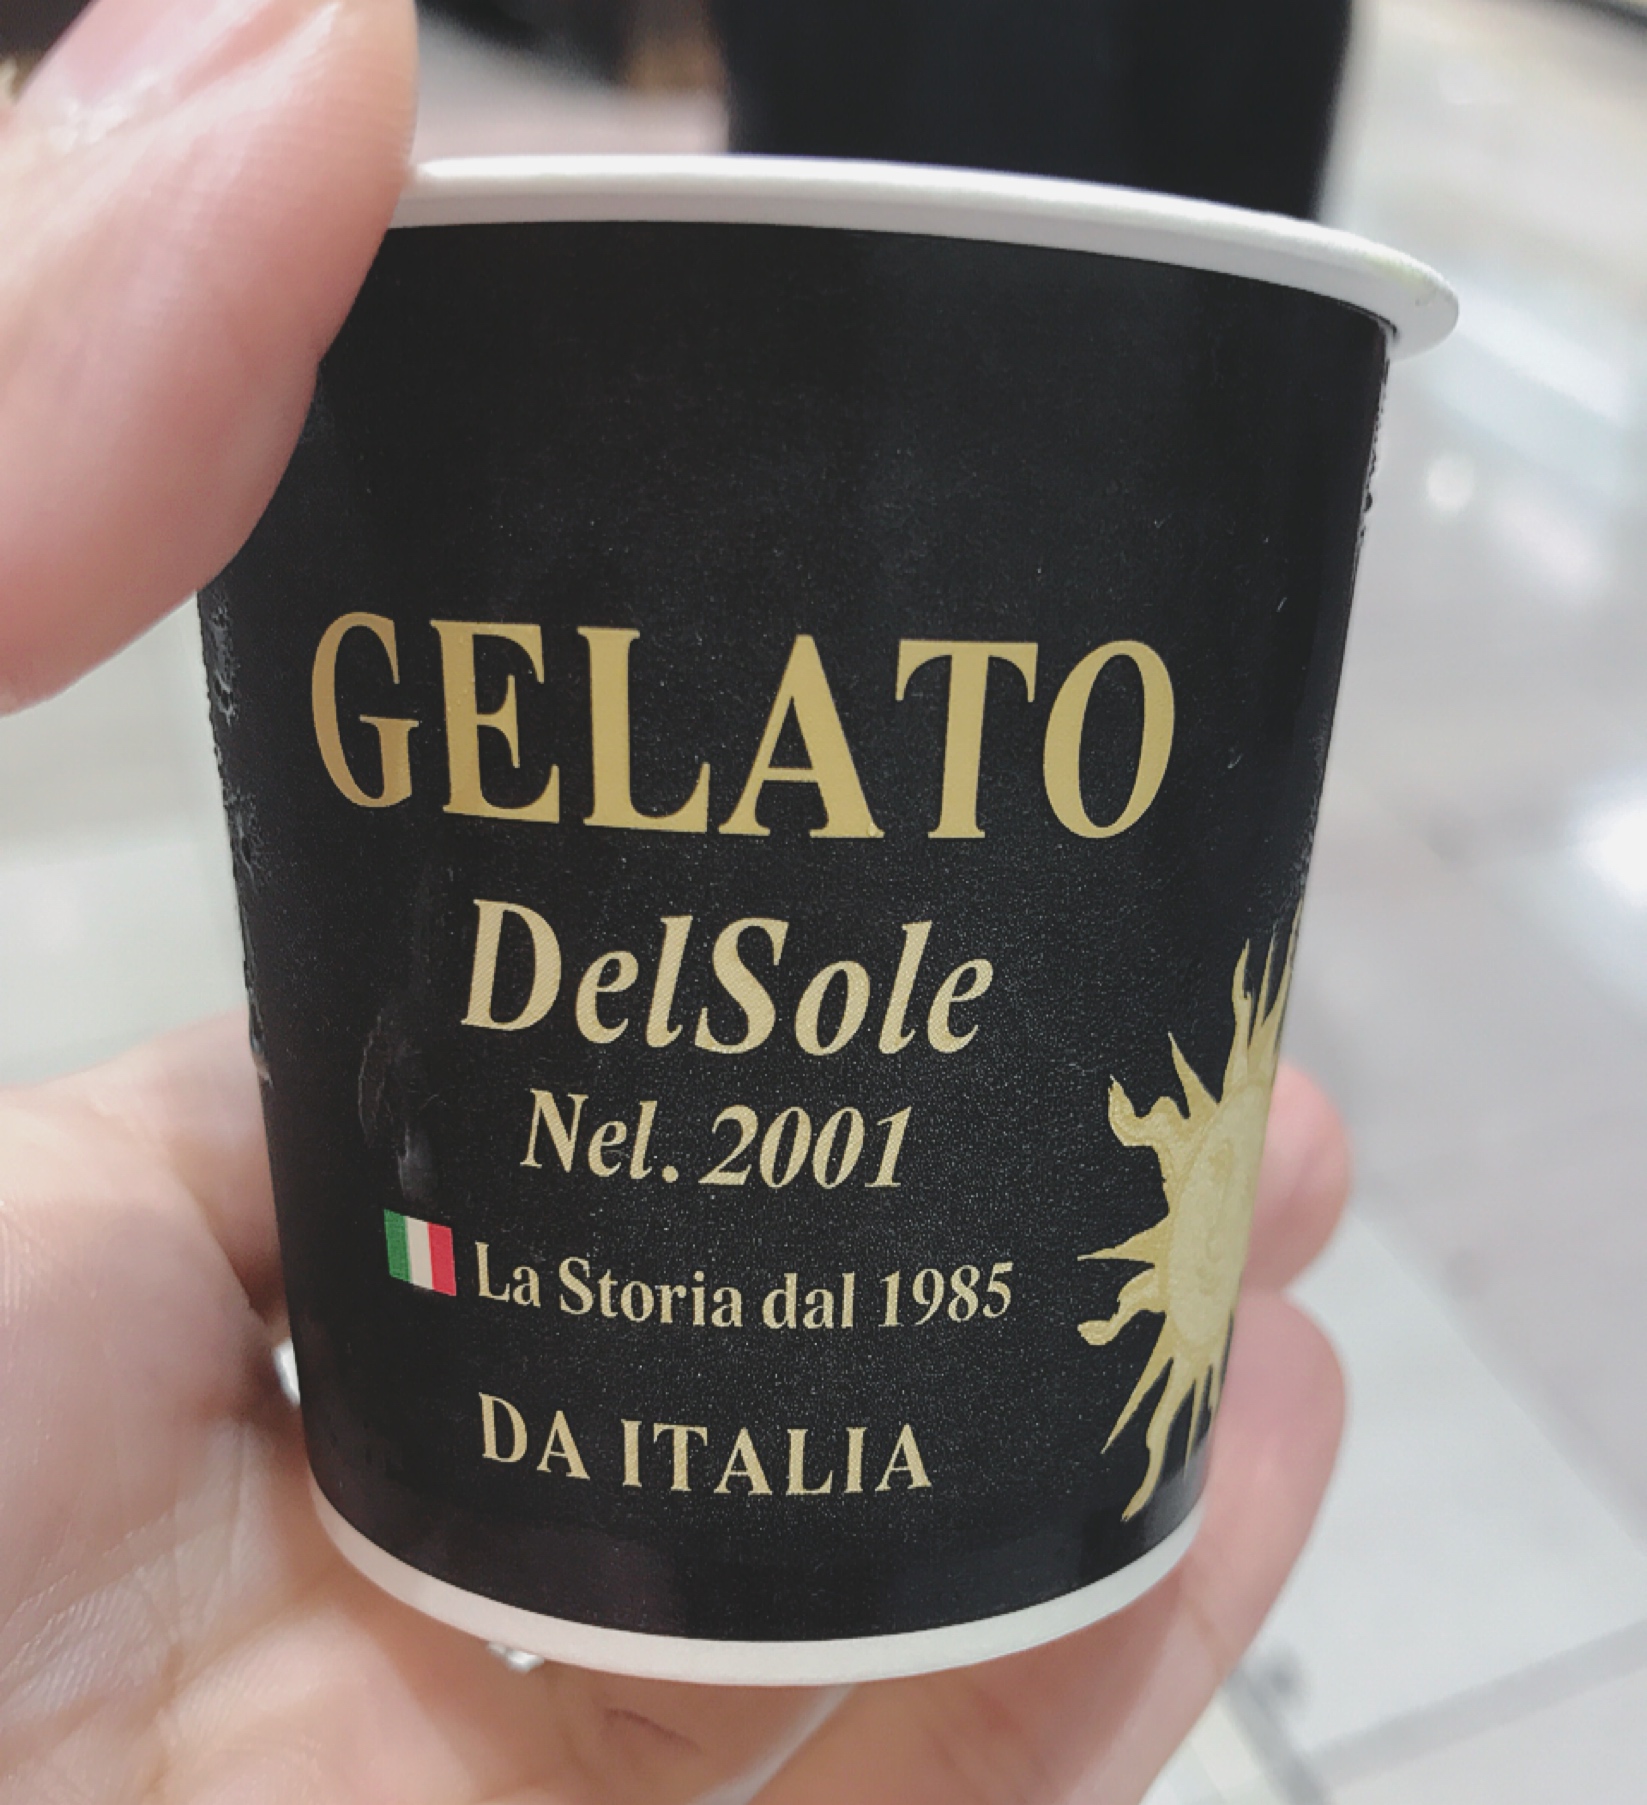 GELATO
DelSole
Nel. 2001
La Storia dal 1985
DA ITALIA